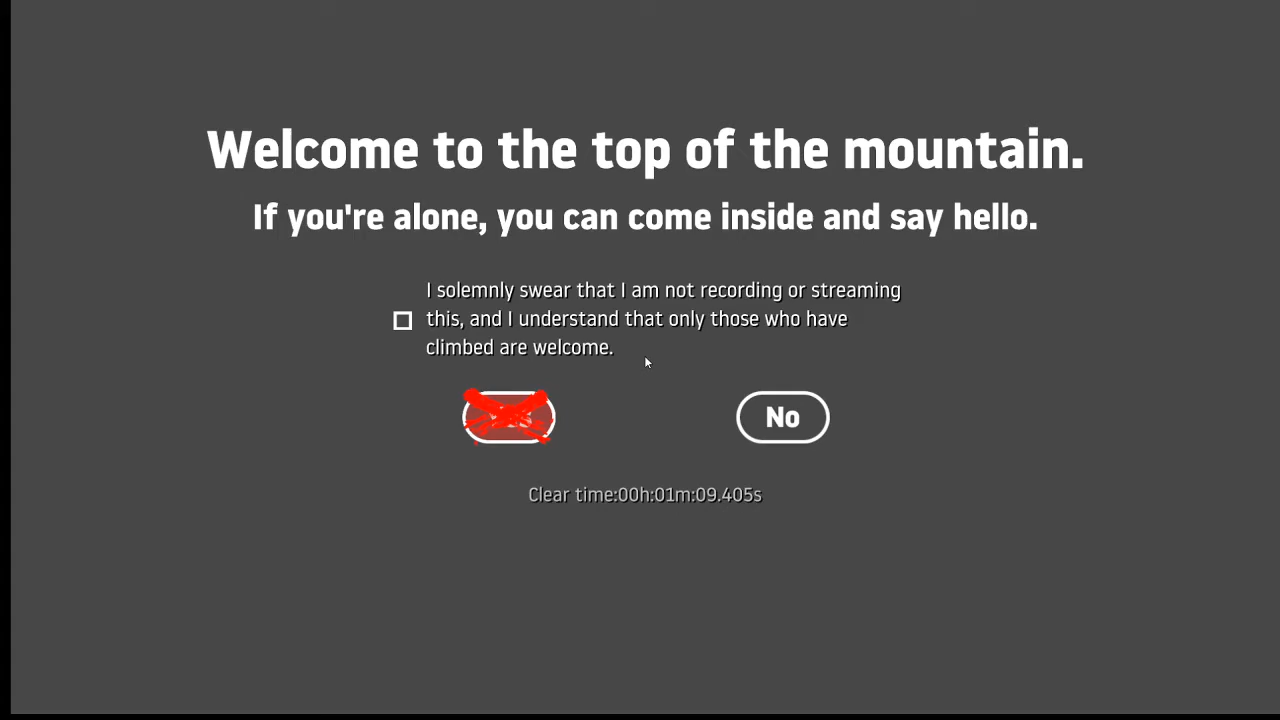 Welcome to the top of the mountain.
If you're alone, you can come inside and say hello.
I solemnly swear that I am not recording or streaming
this, and I understand that only those who have
climbed are welcome.
No
Clear time:00h:01m:09.405s